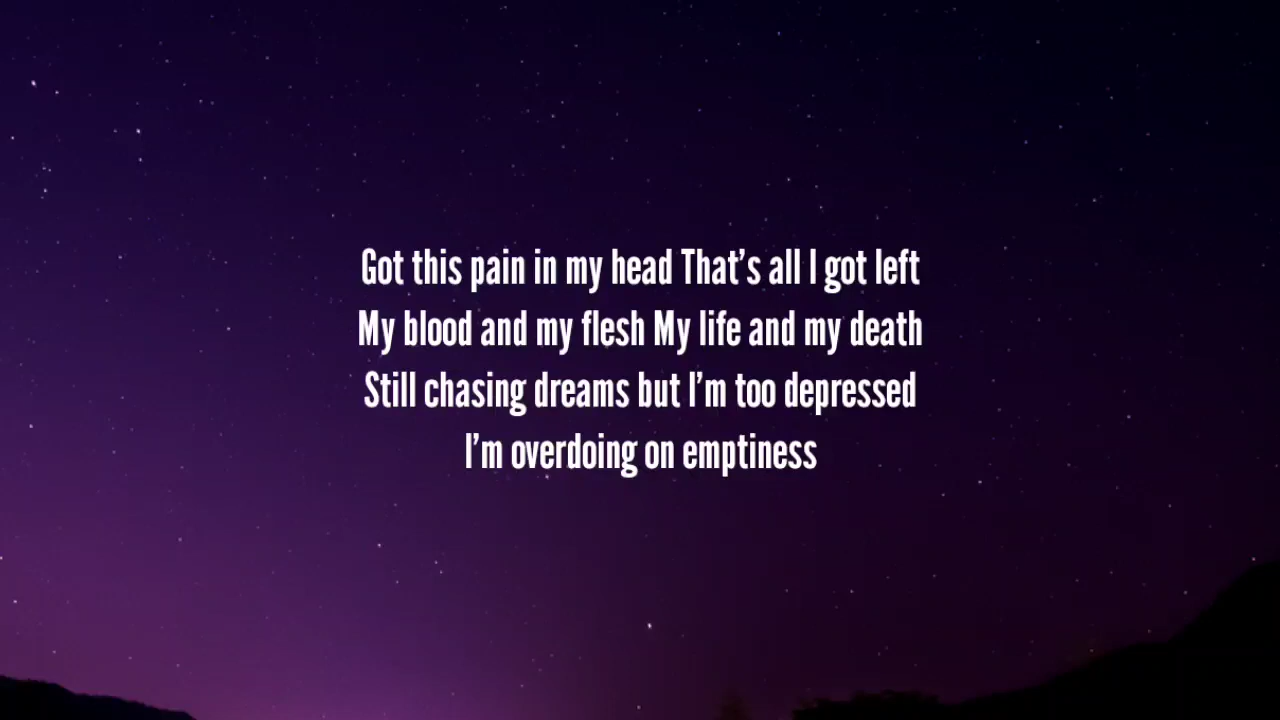 Got this pain in my head That’s all I got left
My blood and my flesh My life and my death
Still chasing dreams but I’m too depressed
I’m overdoing on emptiness